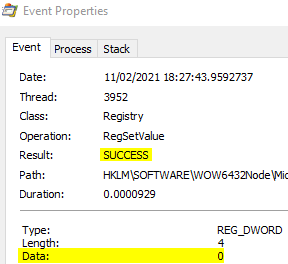 Event Properties
Event Process Stack
Date: 11/02/2021 18:27:43.9592737
Thread: 3952
Class: Registry
Operation: RegSetValue
Result: SUCCESS
Path: HKLM\SOFTWARE\WOW6432Node\Mic
Duration: 0.0000929
Type: REG_DWORD
Length: 4
Data: 0